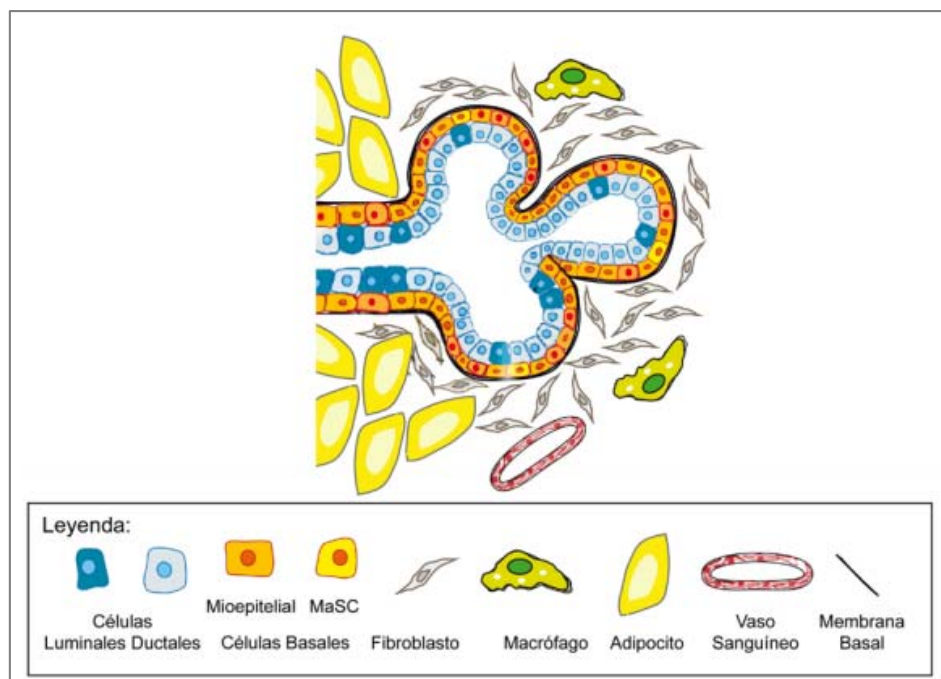 Leyenda:
Mioepitelial MaSC
Células
Luminales Ductales
Células Basales
Fibroblasto
Macrófago
Adipocito
Vaso
Sanguíneo
Membrana
Basal